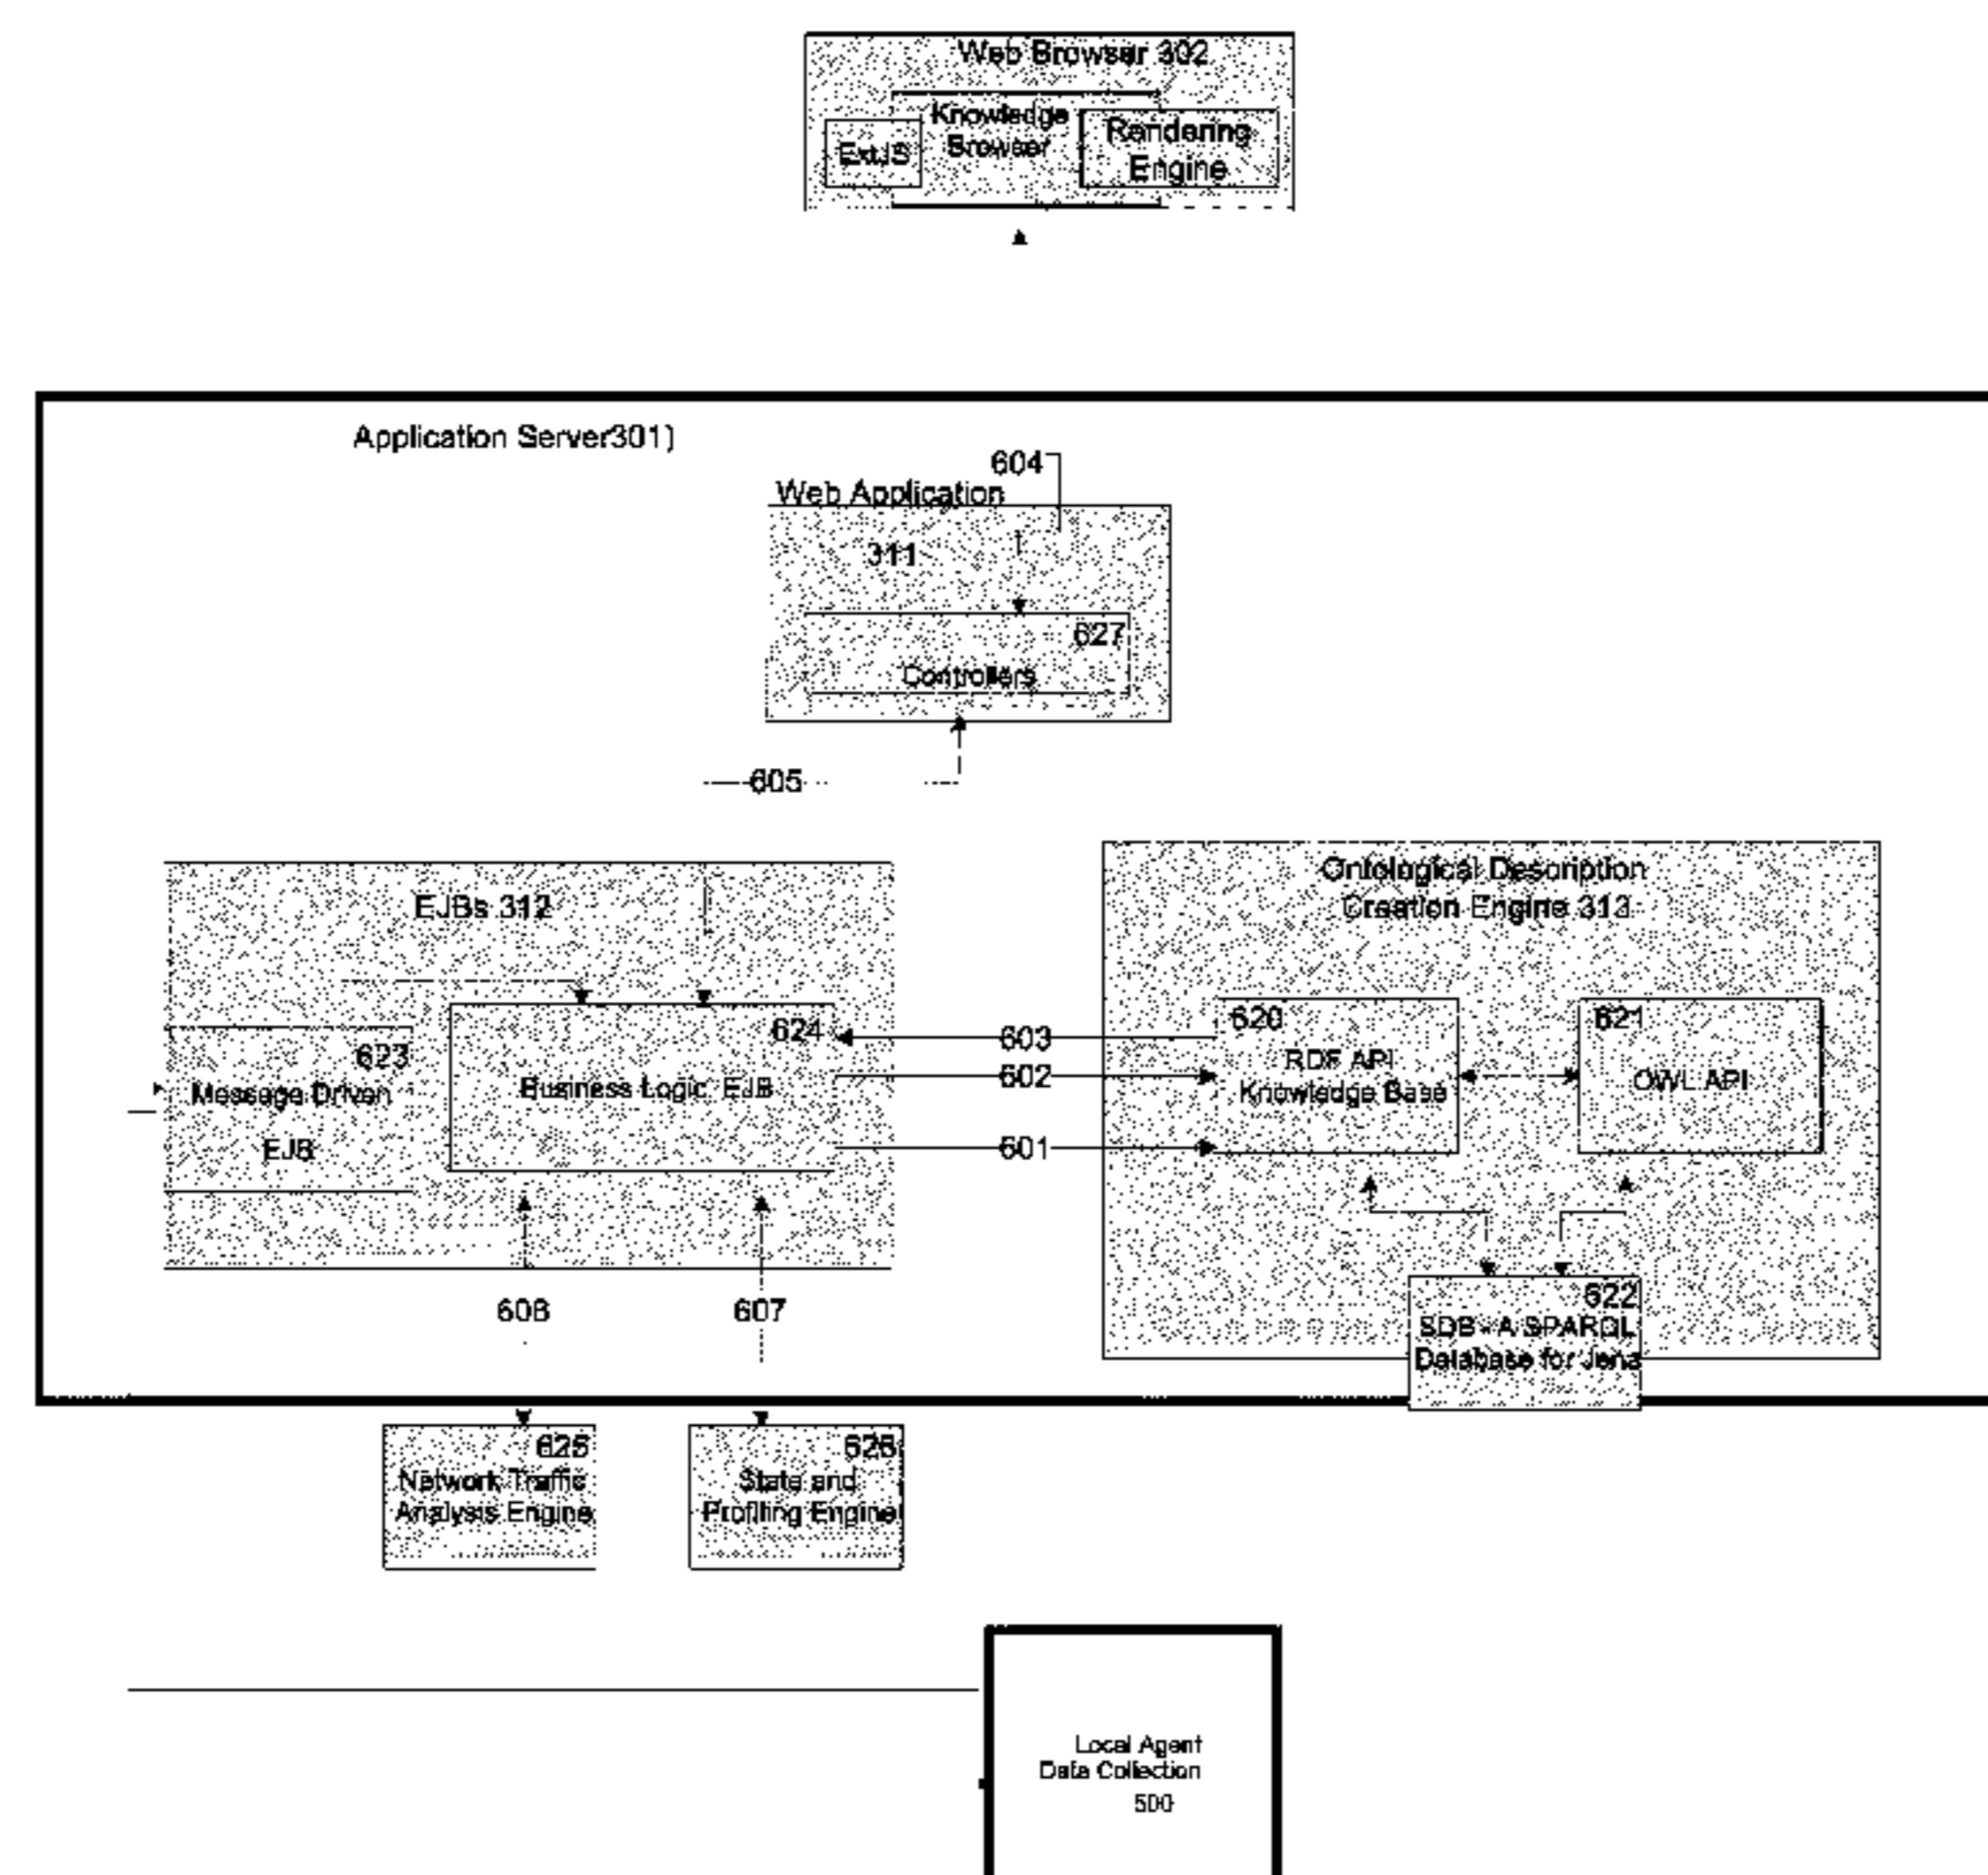 Web Browser 302
Knowledge
Browser
ExtJS
Rendering
Engine
Application Server301)
604
Web Application
311
627
Controllers
605
EJBs 312
Ontological Description
Creation Engine 313
624
Business Logic EJB
623
Message Driven
EJB
603
602
601
620
RDF API
Knowledge Base
621
OWL API
606
607
622
SDB - A SPARQL
Database for Jena
625
Network Traffic
Analysis Engine
626
State and
Profiling Engine
Local Agent
Data Collection
500